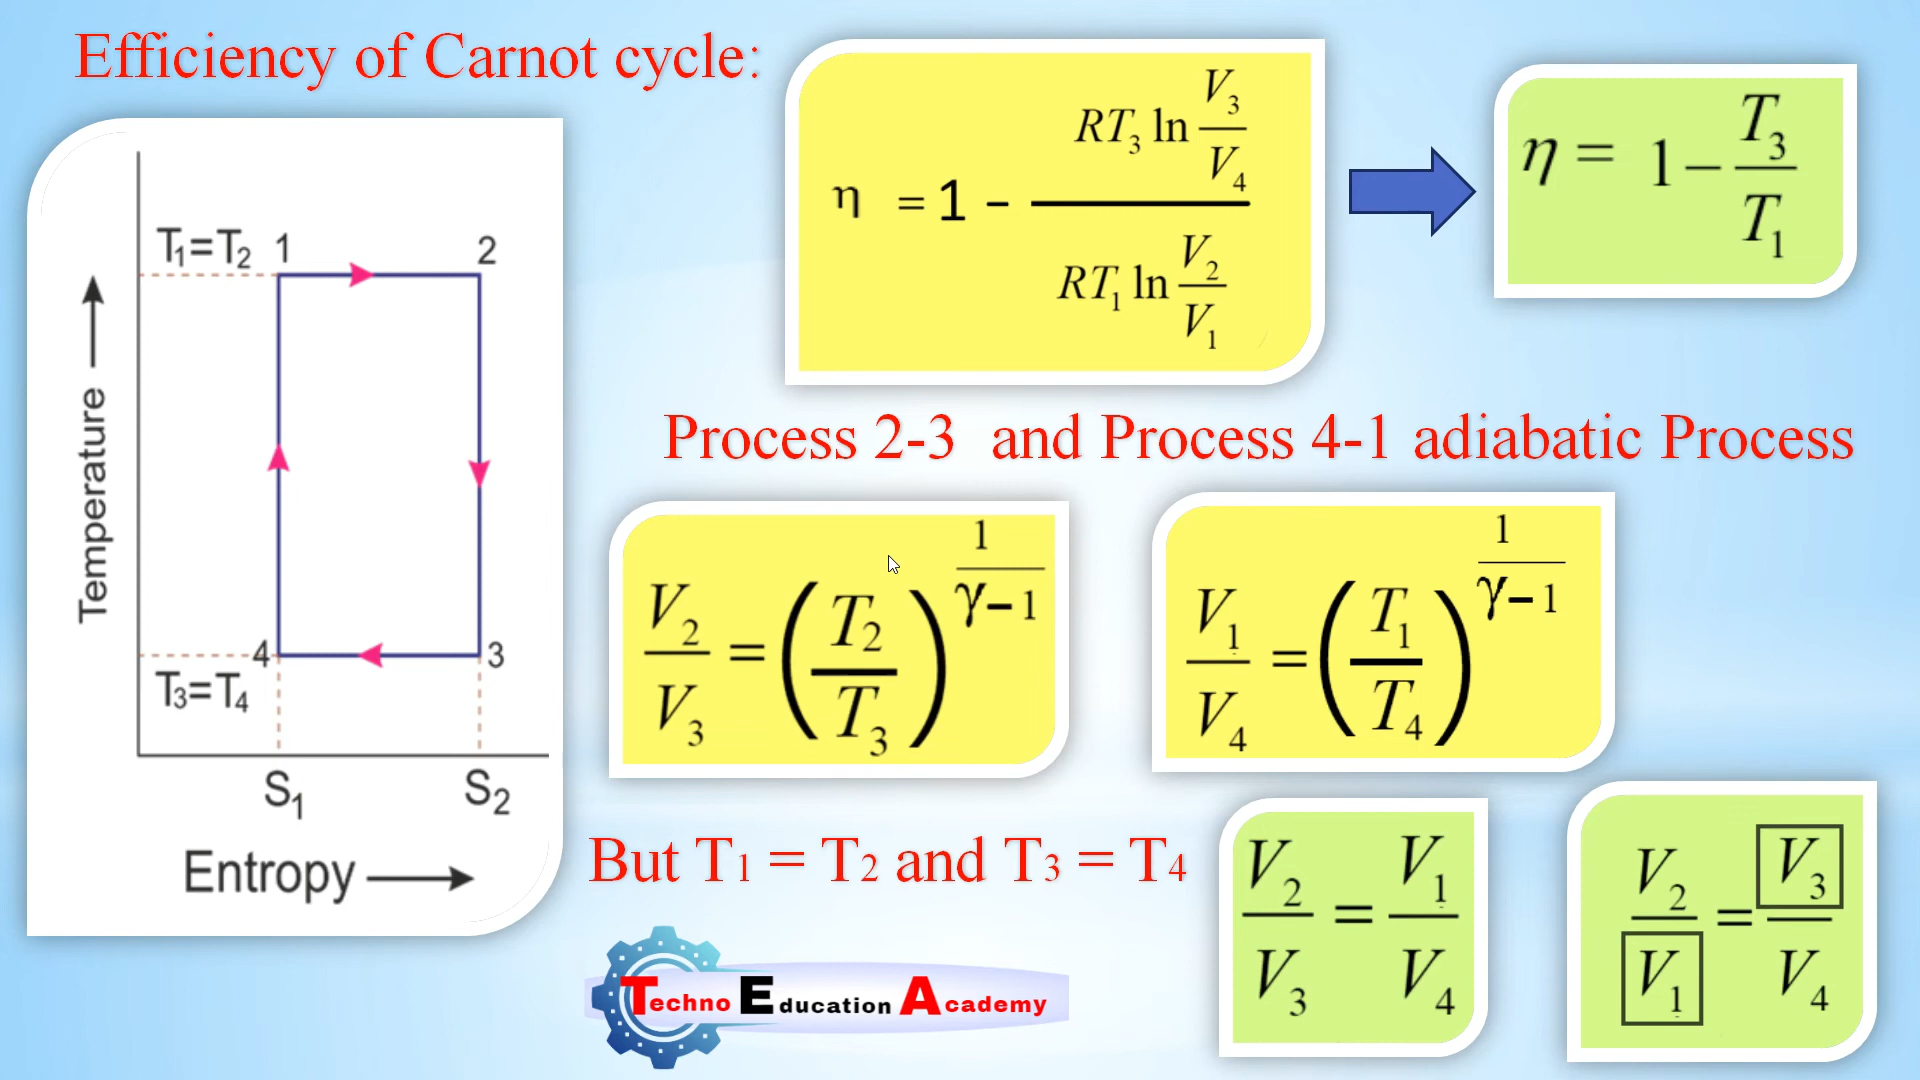 Efficiency of Carnot cycle:
η = 1 - (RT₃ ln V₃/V₄) / (RT₁ ln V₂/V₁)
η = 1 - T₃/T₁
T₁=T₂ 1 2
Temperature
4 3
T₃=T₄
S₁ S₂
Entropy
Process 2-3 and Process 4-1 adiabatic Process
V₂/V₃ = (T₂/T₃)^(1/(γ-1))
V₁/V₄ = (T₁/T₄)^(1/(γ-1))
But T₁ = T₂ and T₃ = T₄
V₂/V₃ = V₁/V₄
V₂/V₁ = V₃/V₄
Techno Education Academy